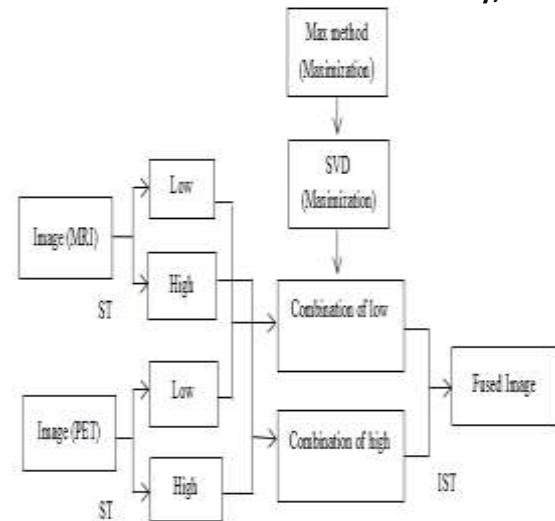 Max method
(Maximization)
SVD
(Maximization)
Low
Image (MRI)
High
ST
Combination of low
Low
Fused Image
Image (PET)
Combination of high
High
IST
ST